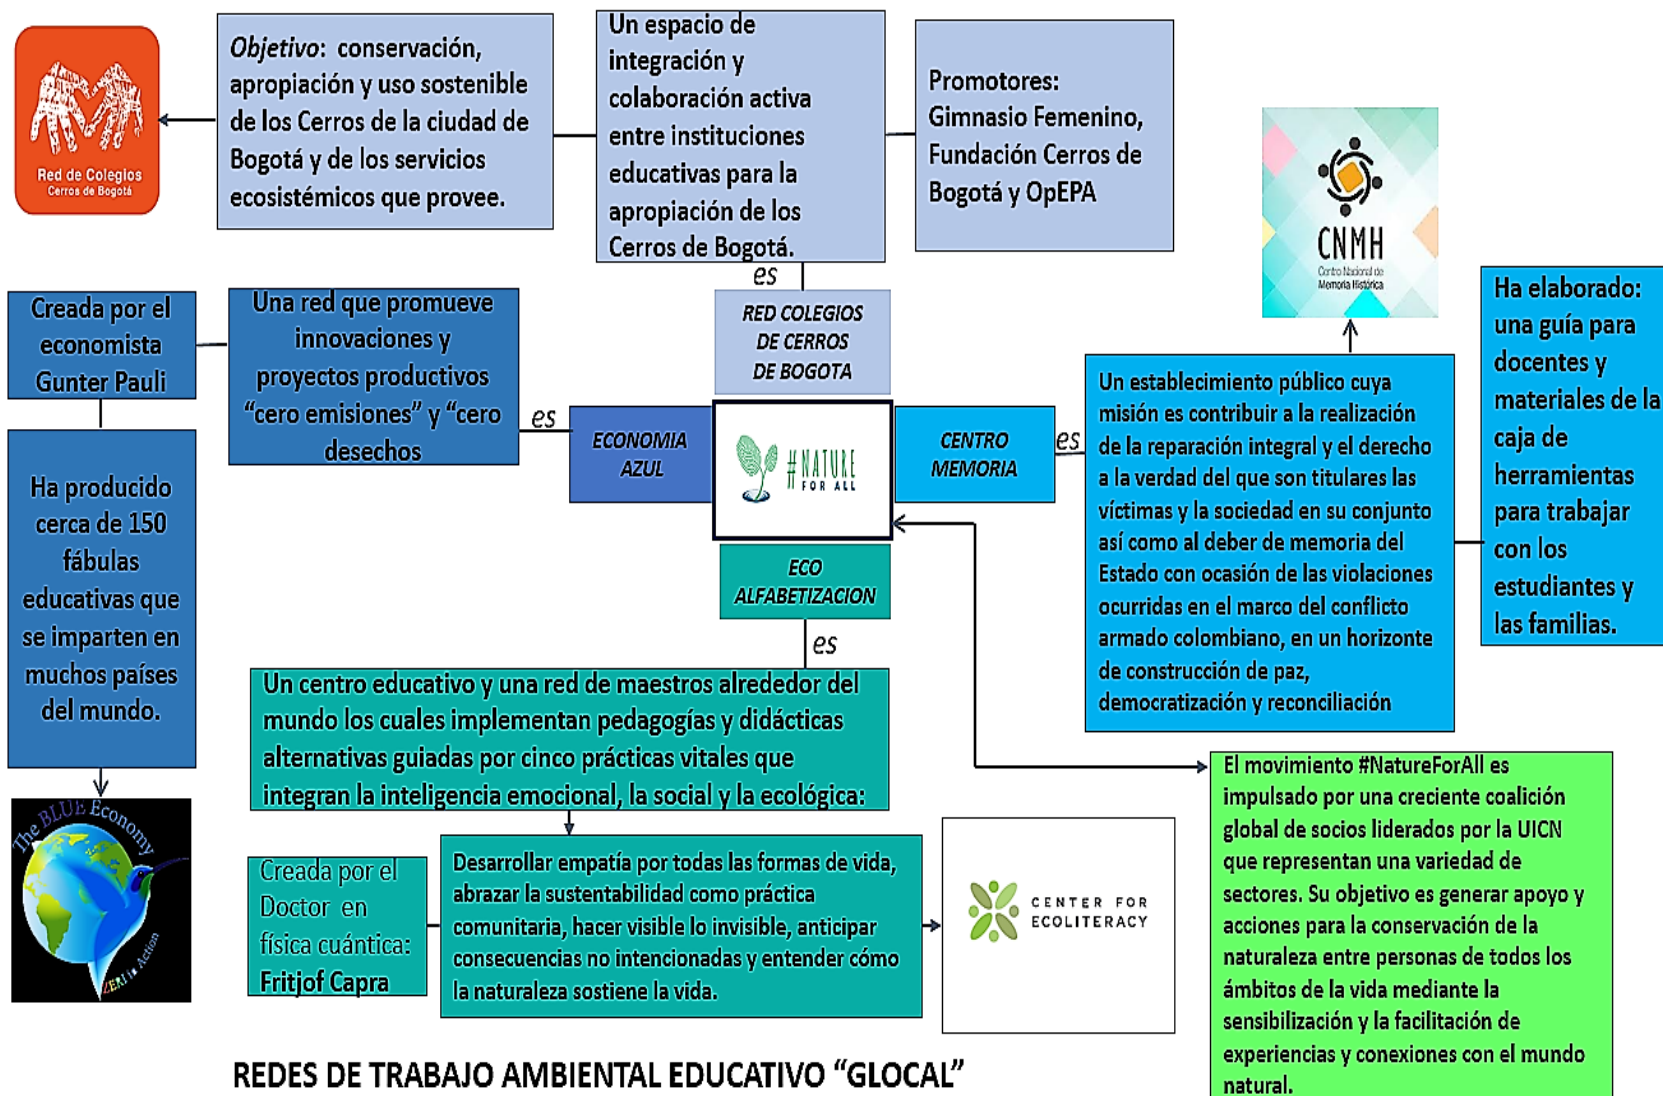 Red de Colegios
Cerros de Bogotá
Objetivo: conservación,
apropiación y uso sostenible
de los Cerros de la ciudad de
Bogotá y de los servicios
ecosistémicos que provee.
Un espacio de
integración y
colaboración activa
entre instituciones
educativas para la
apropiación de los
Cerros de Bogotá.
Promotores:
Gimnasio Femenino,
Fundación Cerros de
Bogotá y OpEPA
es
RED COLEGIOS
DE CERROS
DE BOGOTA
CNMH
Centro Nacional de
Memoria Histórica
Creada por el
economista
Gunter Pauli
Una red que promueve
innovaciones y
proyectos productivos
“cero emisiones” y “cero
desechos
es
ECONOMIA
AZUL
#NATURE
FOR ALL
CENTRO
MEMORIA
es
Un establecimiento público cuya
misión es contribuir a la realización
de la reparación integral y el derecho
a la verdad del que son titulares las
víctimas y la sociedad en su conjunto
así como al deber de memoria del
Estado con ocasión de las violaciones
ocurridas en el marco del conflicto
armado colombiano, en un horizonte
de construcción de paz,
democratización y reconciliación
Ha elaborado:
una guía para
docentes y
materiales de la
caja de
herramientas
para trabajar
con los
estudiantes y
las familias.
Ha producido
cerca de 150
fábulas
educativas que
se imparten en
muchos países
del mundo.
The BLUE Economy
ZERI in Action
ECO
ALFABETIZACION
es
Un centro educativo y una red de maestros alrededor del
mundo los cuales implementan pedagogías y didácticas
alternativas guiadas por cinco prácticas vitales que
integran la inteligencia emocional, la social y la ecológica:
Creada por el
Doctor en
física cuántica:
Fritjof Capra
Desarrollar empatía por todas las formas de vida,
abrazar la sustentabilidad como práctica
comunitaria, hacer visible lo invisible, anticipar
consecuencias no intencionadas y entender cómo
la naturaleza sostiene la vida.
CENTER FOR
ECOLITERACY
El movimiento #NatureForAll es
impulsado por una creciente coalición
global de socios liderados por la UICN
que representan una variedad de
sectores. Su objetivo es generar apoyo y
acciones para la conservación de la
naturaleza entre personas de todos los
ámbitos de la vida mediante la
sensibilización y la facilitación de
experiencias y conexiones con el mundo
natural.
REDES DE TRABAJO AMBIENTAL EDUCATIVO “GLOCAL”